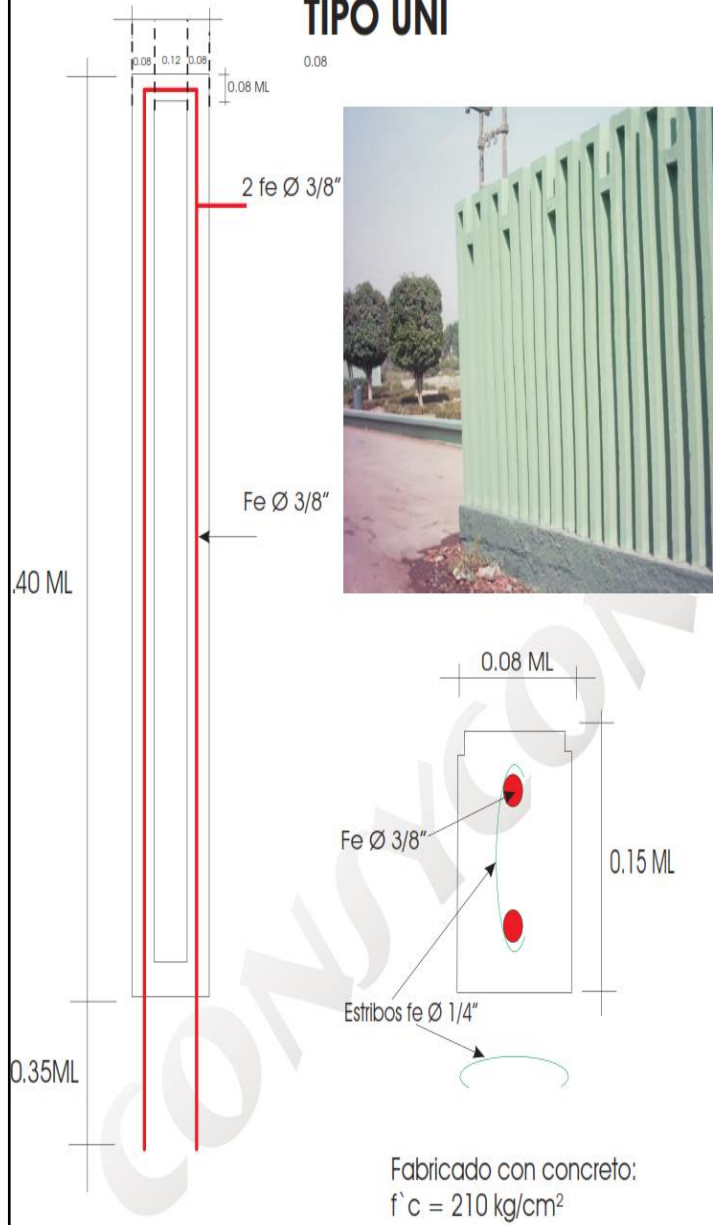 TIPO UNI
0.08 0.12 0.08
0.08
0.08 ML
2 fe Ø 3/8"
Fe Ø 3/8"
.40 ML
0.08 ML
Fe Ø 3/8"
0.15 ML
Estribos fe Ø 1/4"
0.35ML
CONSYCON
Fabricado con concreto:
f`c = 210 kg/cm²